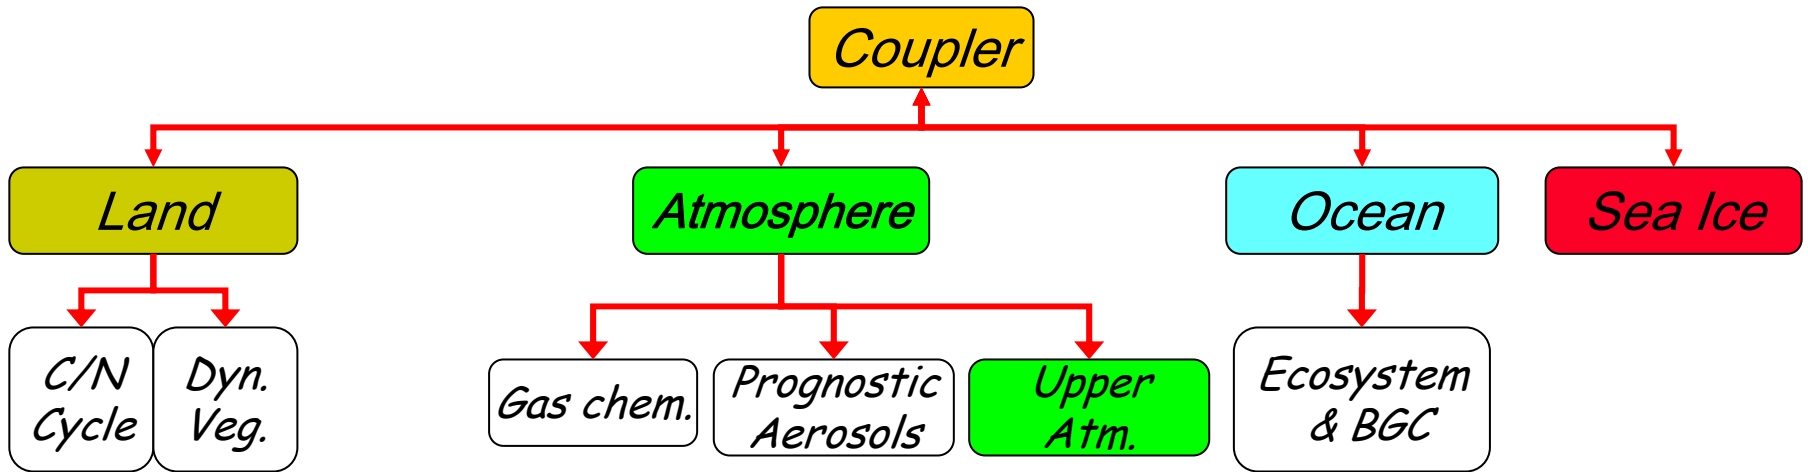 Coupler
Land
Atmosphere
Ocean
Sea Ice
C/N
Cycle
Dyn.
Veg.
Gas chem.
Prognostic
Aerosols
Upper
Atm.
Ecosystem
& BGC